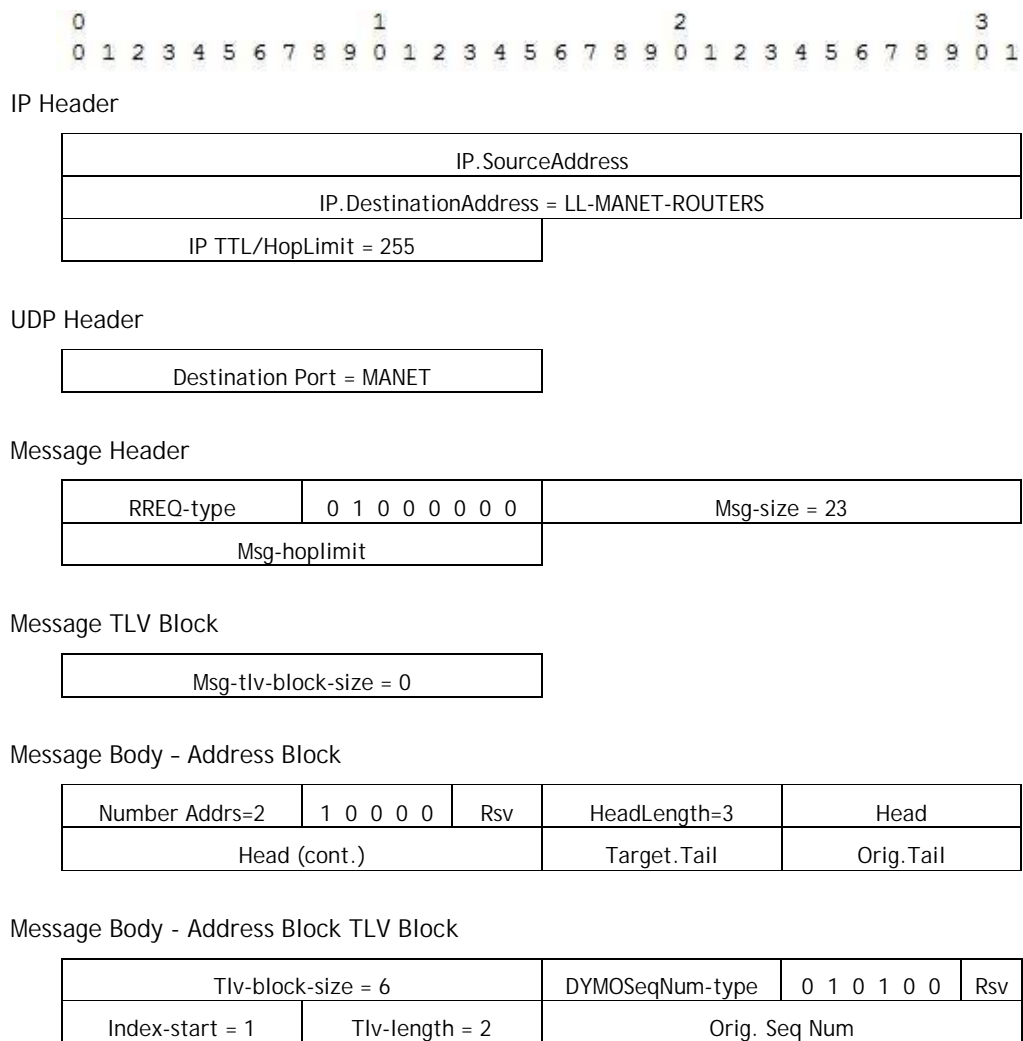 0 1 2 3
0 1 2 3 4 5 6 7 8 9 0 1 2 3 4 5 6 7 8 9 0 1 2 3 4 5 6 7 8 9 0 1
IP Header
IP.SourceAddress
IP.DestinationAddress = LL-MANET-ROUTERS
IP TTL/HopLimit = 255
UDP Header
Destination Port = MANET
Message Header
RREQ-type 0 1 0 0 0 0 0 0 Msg-size = 23
Msg-hoplimit
Message TLV Block
Msg-tlv-block-size = 0
Message Body – Address Block
Number Addrs=2 1 0 0 0 0 Rsv HeadLength=3 Head
Head (cont.) Target.Tail Orig.Tail
Message Body - Address Block TLV Block
Tlv-block-size = 6 DYMOSeqNum-type 0 1 0 1 0 0 Rsv
Index-start = 1 Tlv-length = 2 Orig. Seq Num